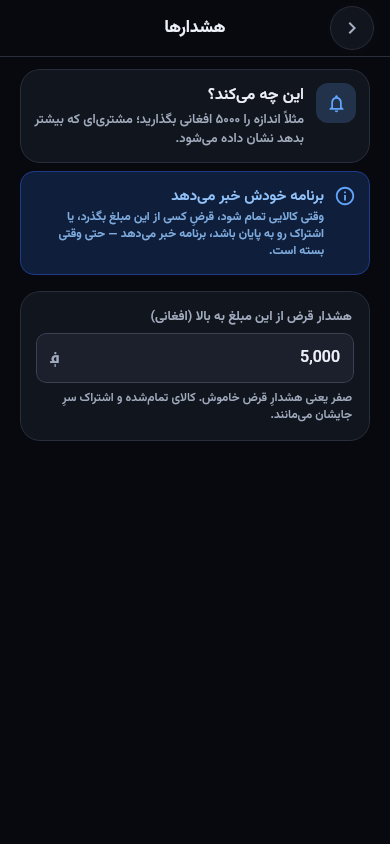 هشدارها
این چه می‌کند؟
مثلاً اندازه را ۵۰۰۰ افغانی بگذارید؛ مشتری‌ای که بیشتر
بدهد نشان داده می‌شود.
برنامه خودش خبر می‌دهد
وقتی کالایی تمام شود، قرضِ کسی از این مبلغ بگذرد، یا
اشتراک رو به پایان باشد، برنامه خبر می‌دهد — حتی وقتی
بسته است.
هشدار قرض از این مبلغ به بالا (افغانی)
5,000
؋
صفر یعنی هشدارِ قرض خاموش. کالای تمام‌شده و اشتراک سرِ
جایشان می‌مانند.